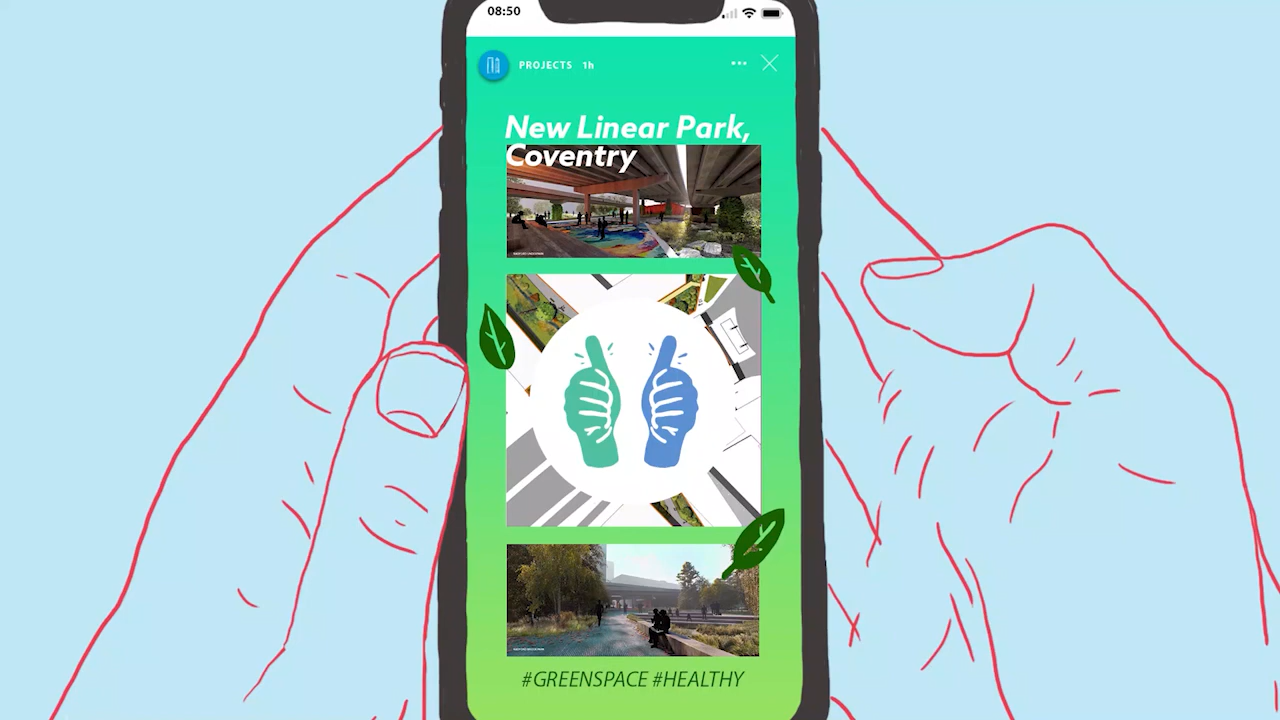 08:50
PROJECTS 1h
New Linear Park,
Coventry
#GREENSPACE #HEALTHY